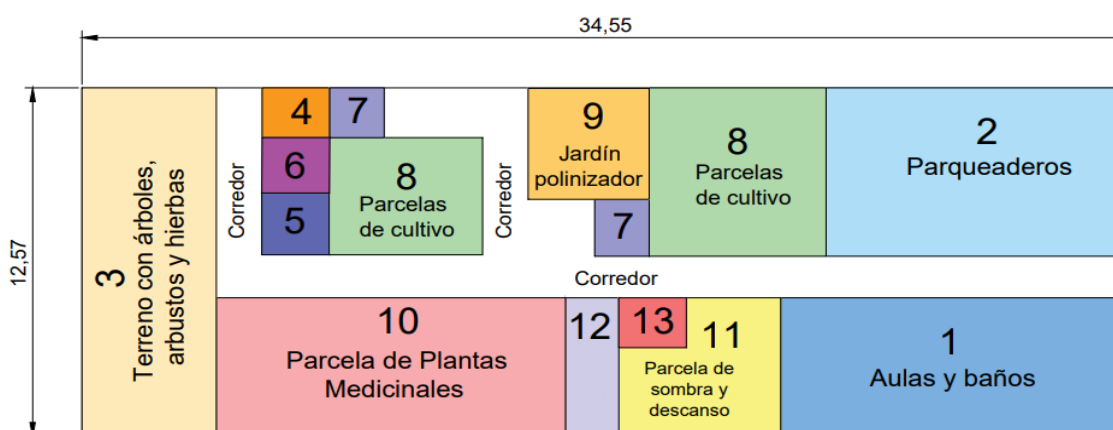 34,55
12,57
3
Terreno con árboles,
arbustos y hierbas
Corredor
4
7
6
5
8
Parcelas
de cultivo
Corredor
9
Jardín
polinizador
7
8
Parcelas
de cultivo
2
Parqueaderos
Corredor
10
Parcela de Plantas
Medicinales
12
13
11
Parcela de
sombra y
descanso
1
Aulas y baños